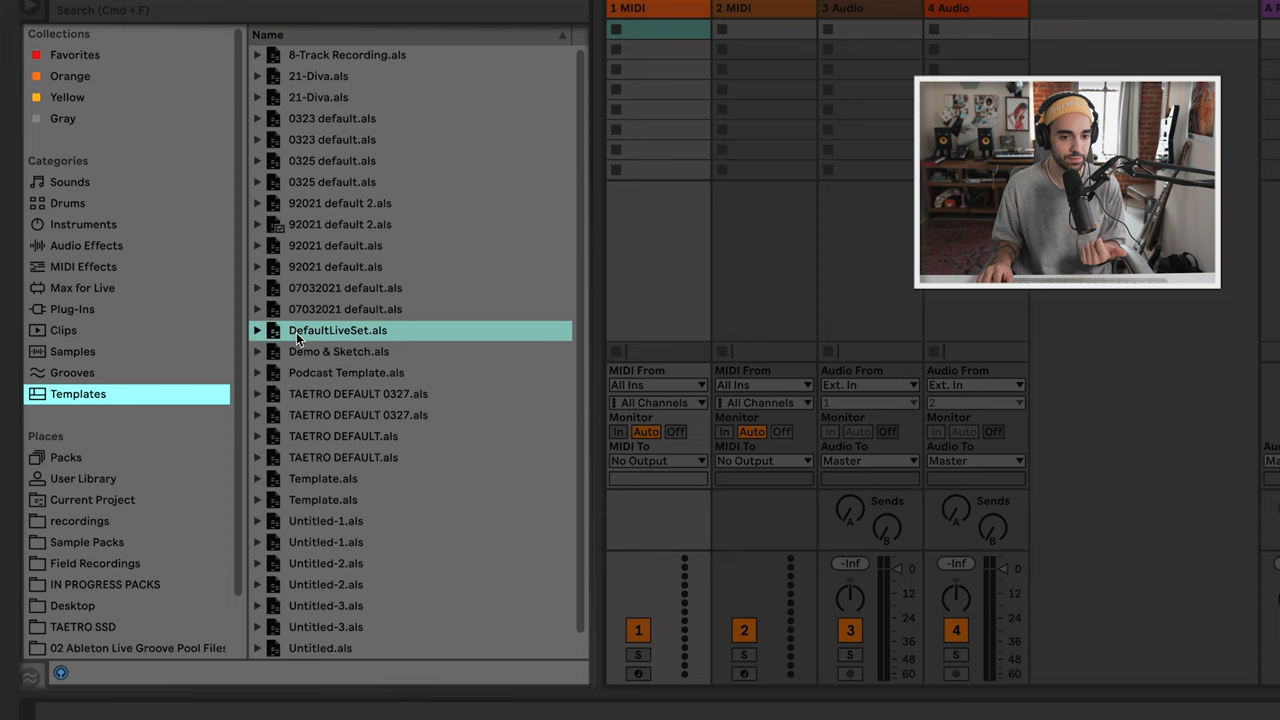 Search (Cmd + F)
Collections
Favorites
Orange
Yellow
Gray
Categories
Sounds
Drums
Instruments
Audio Effects
MIDI Effects
Max for Live
Plug-Ins
Clips
Samples
Grooves
Templates
Places
Packs
User Library
Current Project
recordings
Sample Packs
Field Recordings
IN PROGRESS PACKS
Desktop
TAETRO SSD
02 Ableton Live Groove Pool Files
Name
8-Track Recording.als
21-Diva.als
21-Diva.als
0323 default.als
0323 default.als
0325 default.als
0325 default.als
92021 default 2.als
92021 default 2.als
92021 default.als
92021 default.als
07032021 default.als
07032021 default.als
DefaultLiveSet.als
Demo & Sketch.als
Podcast Template.als
TAETRO DEFAULT 0327.als
TAETRO DEFAULT 0327.als
TAETRO DEFAULT.als
TAETRO DEFAULT.als
Template.als
Template.als
Untitled-1.als
Untitled-1.als
Untitled-2.als
Untitled-2.als
Untitled-3.als
Untitled-3.als
Untitled.als
1 MIDI 2 MIDI 3 Audio 4 Audio
MIDI From MIDI From Audio From Audio From
All Ins All Ins Ext. In Ext. In
All Channels All Channels 1 2
Monitor Monitor Monitor Monitor
In Auto Off In Auto Off In Auto Off In Auto Off
MIDI To MIDI To Audio To Audio To
No Output No Output Master Master
Sends Sends
A B A B
-Inf -Inf
0 0
12 12
24 24
1 2 3 4 36 36
S S S S 48 48
60 60